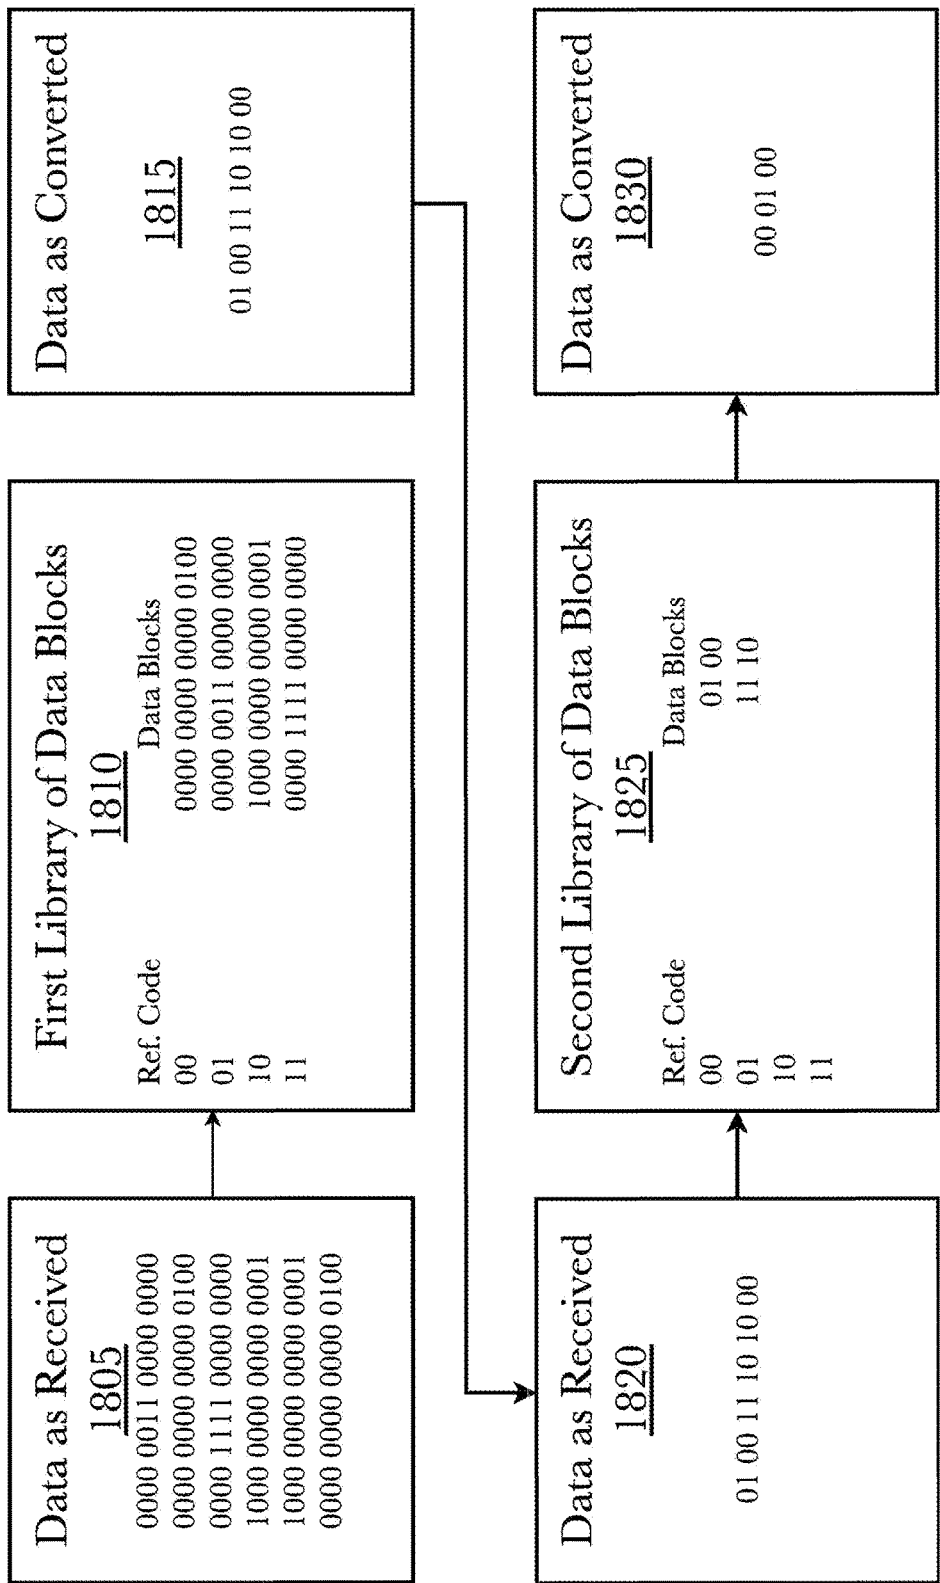 Data as Received
1805
0000 0011 0000 0000
0000 0000 0000 0100
0000 1111 0000 0000
1000 0000 0000 0001
1000 0000 0000 0001
0000 0000 0000 0100
First Library of Data Blocks
1810
Ref. Code Data Blocks
00 0000 0000 0000 0100
01 0000 0011 0000 0000
10 1000 0000 0000 0001
11 0000 1111 0000 0000
Data as Converted
1815
01 00 11 10 10 00
Data as Received
1820
01 00 11 10 10 00
Second Library of Data Blocks
1825
Ref. Code Data Blocks
00 01 00
01 11 10
10
11
Data as Converted
1830
00 01 00